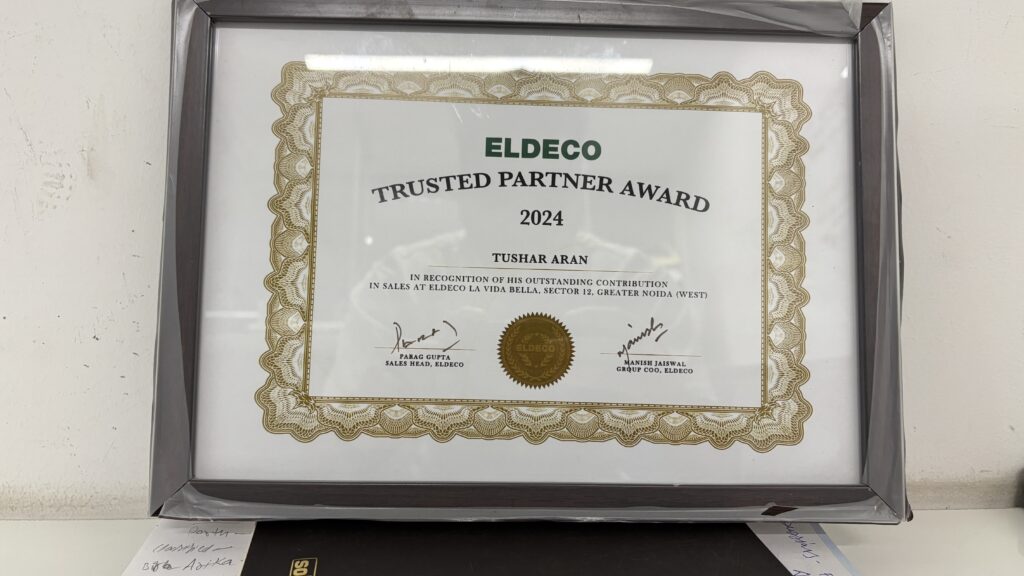 ELDECO
TRUSTED PARTNER AWARD
2024
TUSHAR ARAN
IN RECOGNITION OF HIS OUTSTANDING CONTRIBUTION
IN SALES AT ELDECO LA VIDA BELLA, SECTOR 12, GREATER NOIDA (WEST)
PARAG GUPTA
SALES HEAD, ELDECO
ELDECO
MANISH JAISWAL
GROUP COO, ELDECO